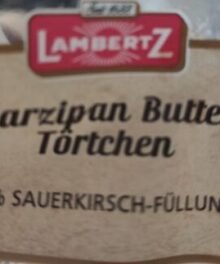 LAMBERTZ
arzipan Butte
Törtchen
% SAUERKIRSCH-FÜLLUN